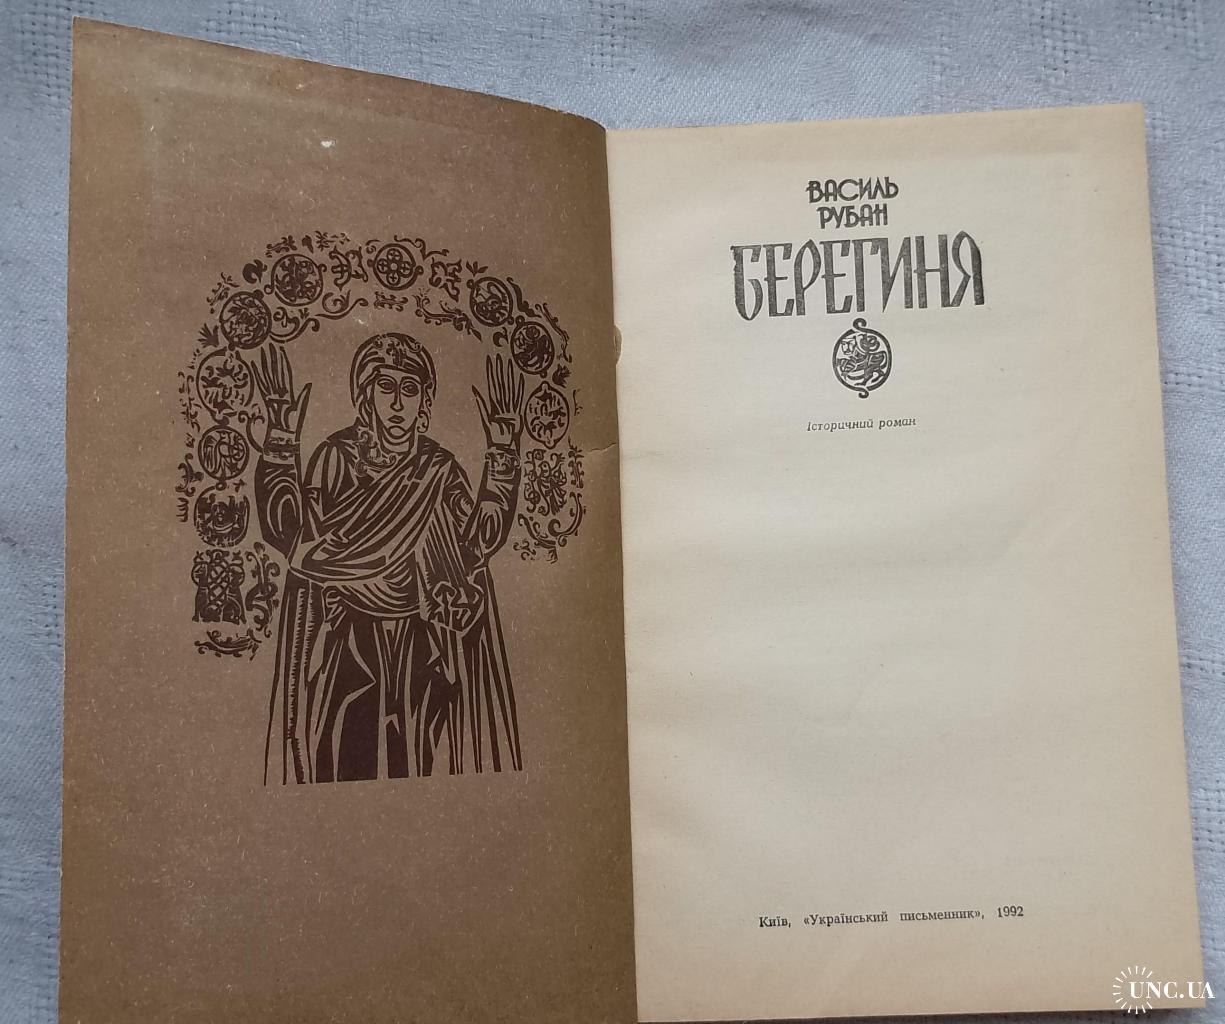 ВАСИЛЬ
РУБАН
БЕРЕГИНЯ
Історичний роман
Київ, «Український письменник», 1992
UNC.UA